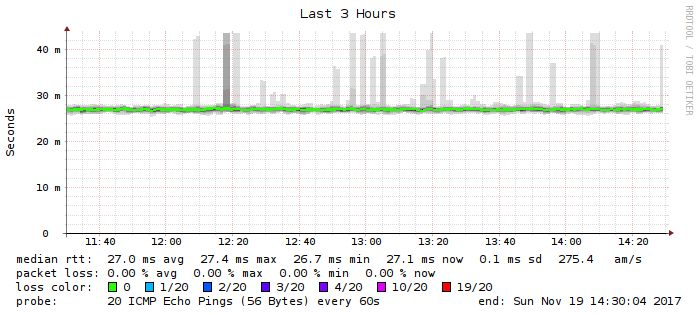 Last 3 Hours
RRDTOOL / TOBI OETIKER
Seconds
40 m
30 m
20 m
10 m
0
11:40 12:00 12:20 12:40 13:00 13:20 13:40 14:00 14:20
median rtt: 27.0 ms avg 27.4 ms max 26.7 ms min 27.1 ms now 0.1 ms sd 275.4 am/s
packet loss: 0.00 % avg 0.00 % max 0.00 % min 0.00 % now
loss color: 0 1/20 2/20 3/20 4/20 10/20 19/20
probe: 20 ICMP Echo Pings (56 Bytes) every 60s end: Sun Nov 19 14:30:04 2017